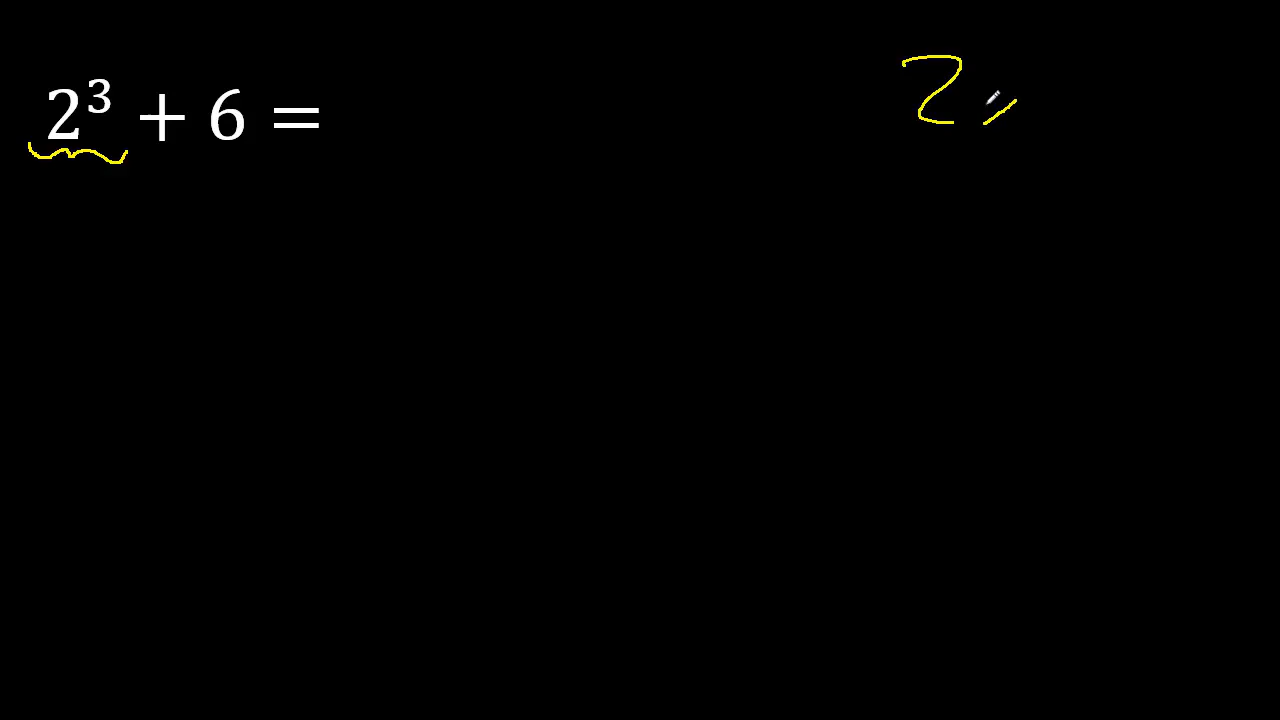 2³ + 6 =
2